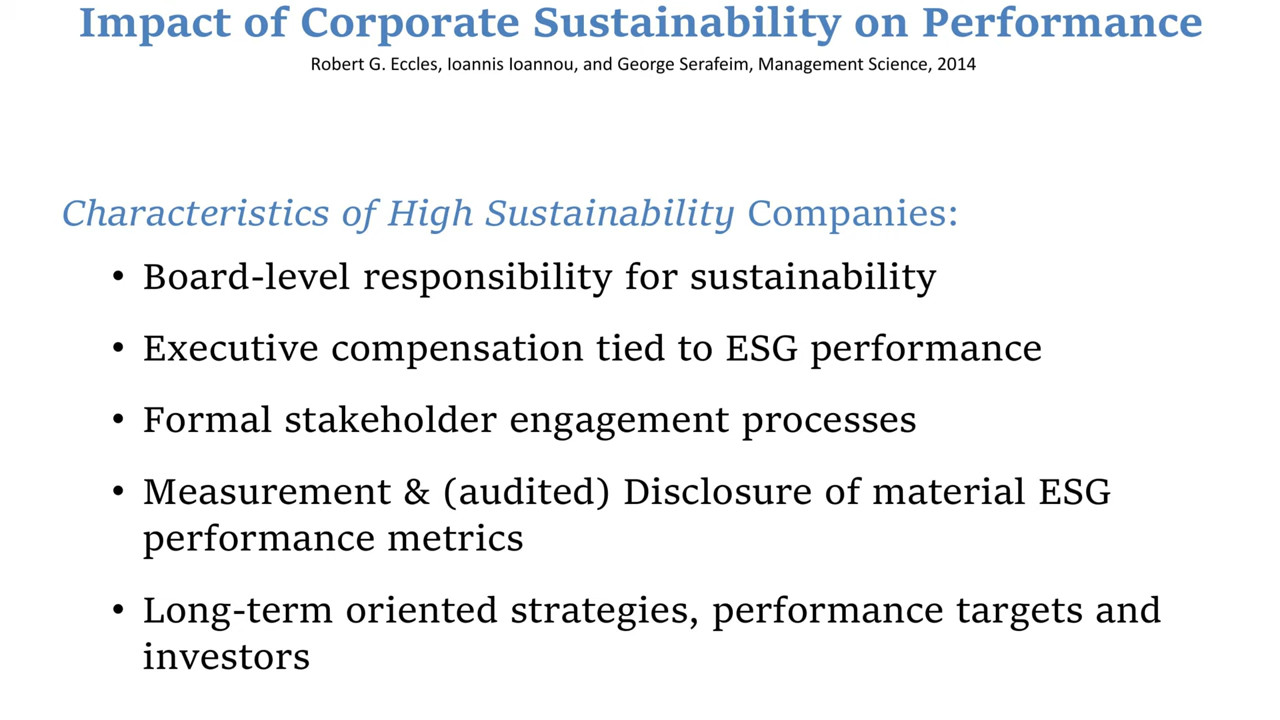 Impact of Corporate Sustainability on Performance
Robert G. Eccles, Ioannis Ioannou, and George Serafeim, Management Science, 2014
Characteristics of High Sustainability Companies:
• Board-level responsibility for sustainability
• Executive compensation tied to ESG performance
• Formal stakeholder engagement processes
• Measurement & (audited) Disclosure of material ESG
performance metrics
• Long-term oriented strategies, performance targets and
investors